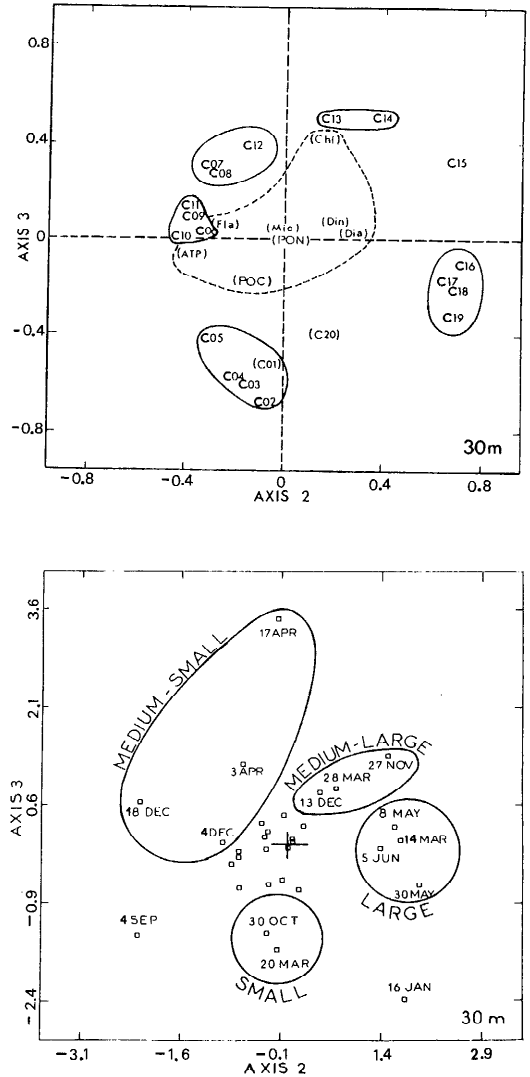 0.8
0.4
0
-0.4
-0.8
AXIS 3
C13 C14
(Chl)
C12
C07
C08
C15
C11
C09
C10
(Fla)
(Mic)
(PON)
(Din)
(Dia)
(ATP)
(POC)
C16
C17
C18
C19
C05
(C20)
(C01)
C04
C03
C02
30m
-0.8 -0.4 0 0.4 0.8
AXIS 2
3.6
2.1
0.6
-0.9
-2.4
AXIS 3
17 APR
MEDIUM-SMALL
3 APR
18 DEC
4 DEC
MEDIUM-LARGE
27 NOV
28 MAR
13 DEC
8 MAY
14 MAR
5 JUN
30 MAY
LARGE
4 SEP
30 OCT
20 MAR
SMALL
16 JAN
30 m
-3.1 -1.6 -0.1 1.4 2.9
AXIS 2